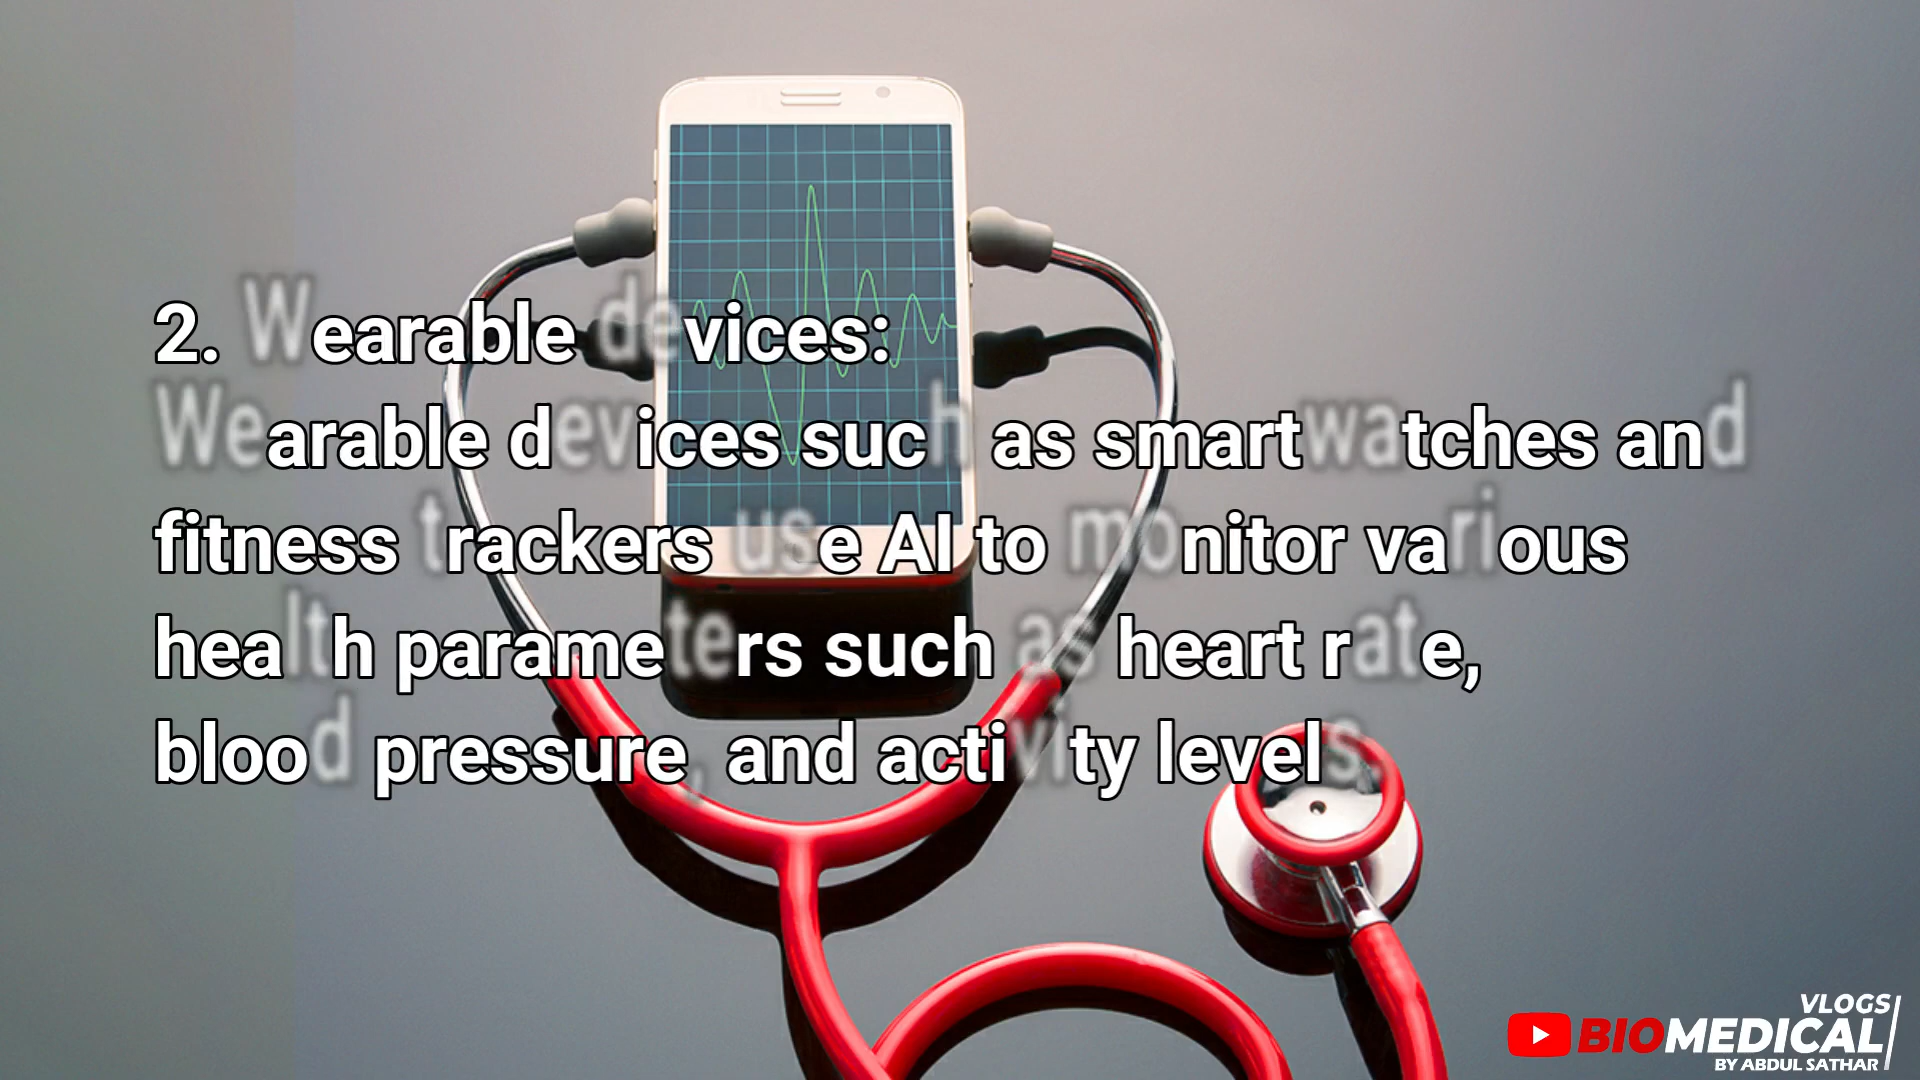 2. Wearable devices:
Wearable devices such as smartwatches and
fitness trackers use AI to monitor various
health parameters such as heart rate,
blood pressure, and activity levels.
VLOGS
BIOMEDICAL
BY ABDUL SATHAR